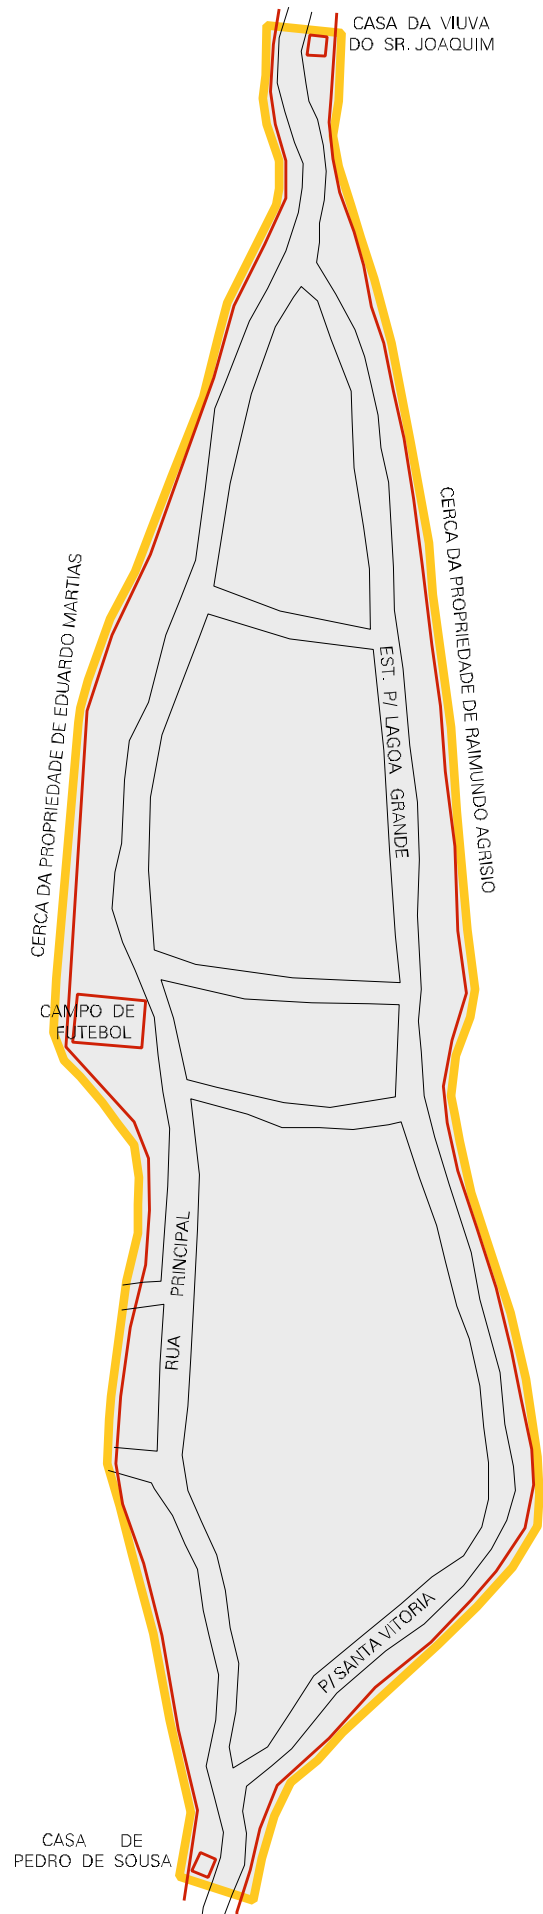 CASA DA VIUVA
DO SR. JOAQUIM
CERCA DA PROPRIEDADE DE RAIMUNDO AGRISIO
CERCA DA PROPRIEDADE DE EDUARDO MARTIAS
EST. P/ LAGOA GRANDE
CAMPO DE
FUTEBOL
RUA PRINCIPAL
P/ SANTA VITORIA
CASA DE
PEDRO DE SOUSA